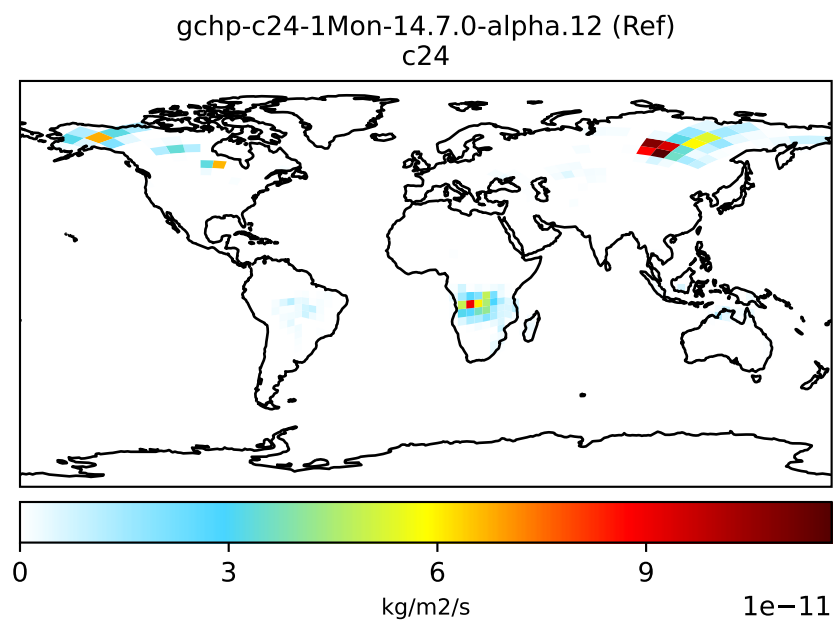 gchp-c24-1Mon-14.7.0-alpha.12 (Ref)
c24
0 3 6 9
kg/m2/s
1e−11